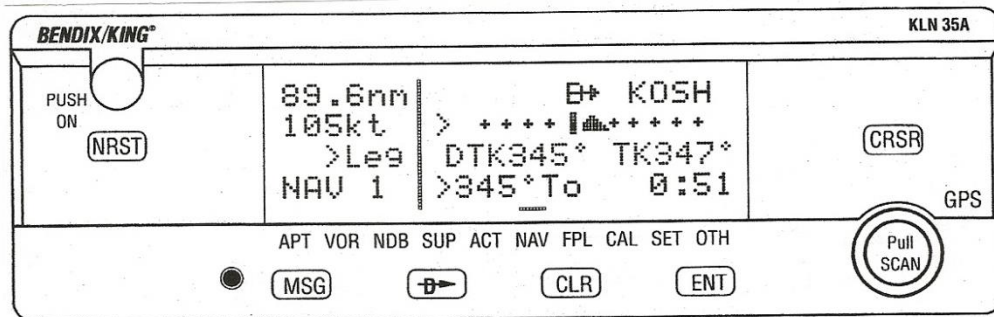 BENDIX/KING®
KLN 35A
PUSH ON
NRST
89.6nm
105kt
>Leg
NAV 1
KOSH
> + + + + + + + + +
DTK345° TK347°
>345°To 0:51
CRSR
GPS
Pull SCAN
APT VOR NDB SUP ACT NAV FPL CAL SET OTH
MSG
D
CLR
ENT